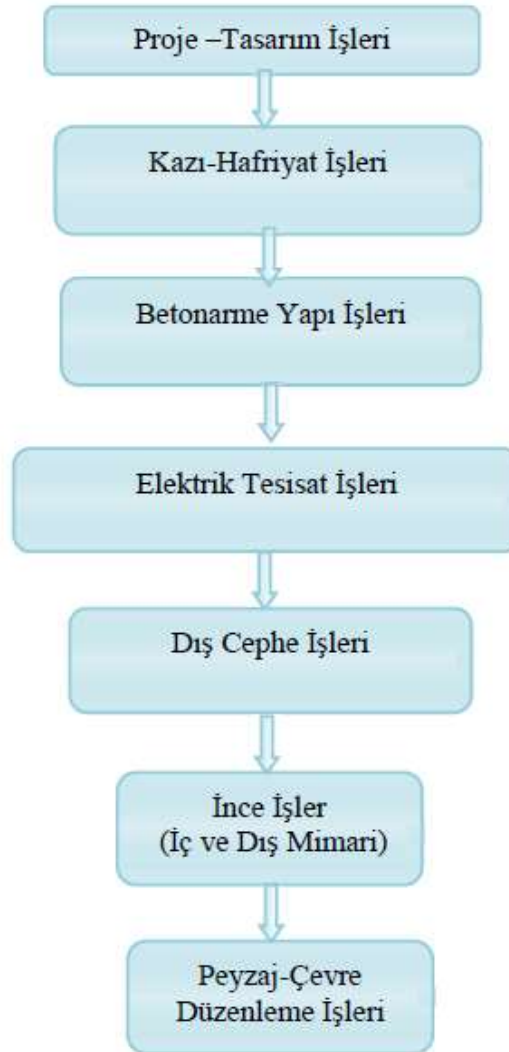 Proje –Tasarım İşleri
Kazı-Hafriyat İşleri
Betonarme Yapı İşleri
Elektrik Tesisat İşleri
Dış Cephe İşleri
İnce İşler
(İç ve Dış Mimari)
Peyzaj-Çevre
Düzenleme İşleri